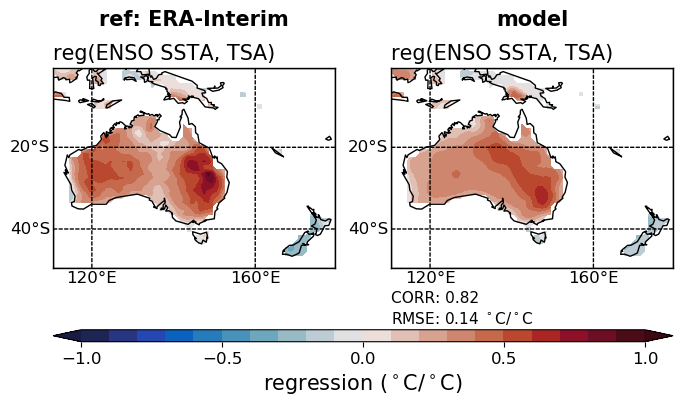 ref: ERA-Interim model
reg(ENSO SSTA, TSA) reg(ENSO SSTA, TSA)
20°S 20°S
40°S 40°S
120°E 160°E 120°E 160°E
CORR: 0.82
RMSE: 0.14 °C/°C
−1.0 −0.5 0.0 0.5 1.0
regression (°C/°C)